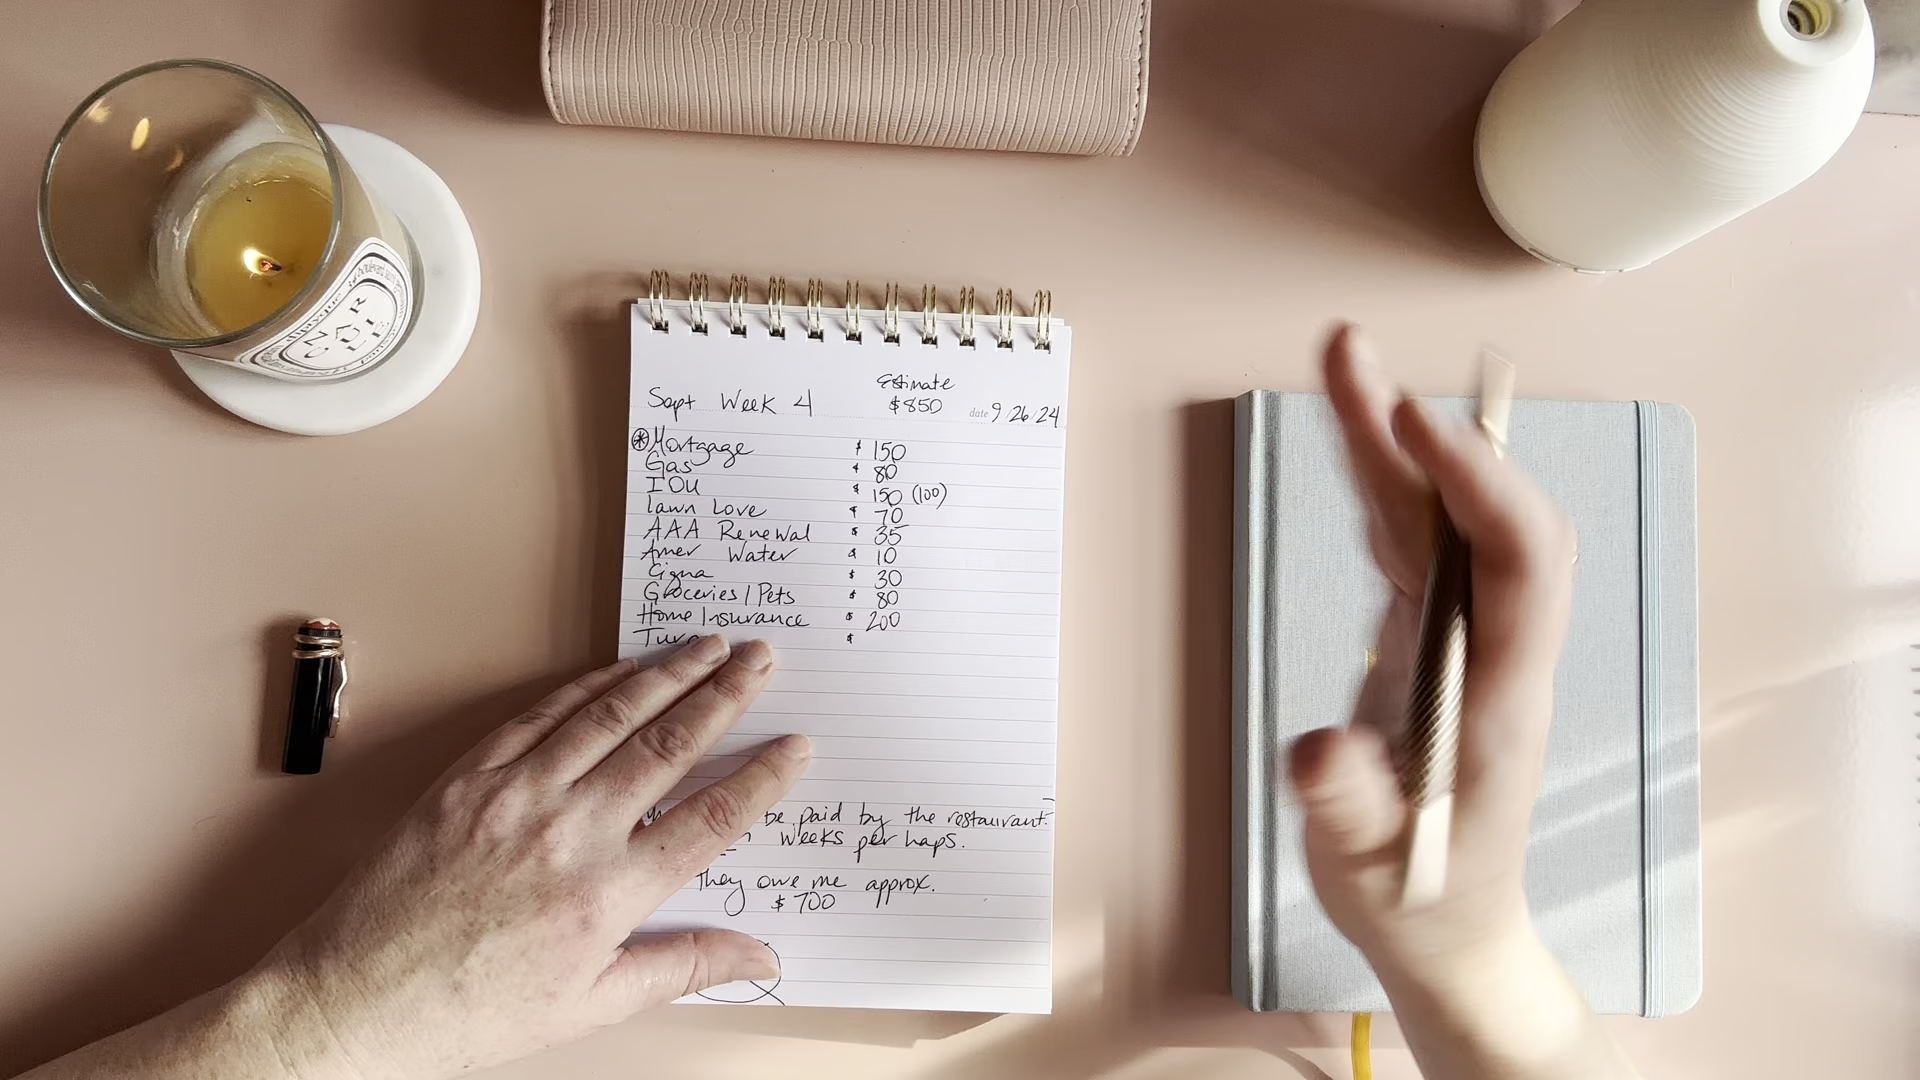 Estimate
Sept Week 4 $850 date 9/26/24
Mortgage $ 150
Gas $ 80
IOU $ 150 (100)
lawn Love $ 70
AAA Renewal $ 35
Amer Water $ 10
Cigna $ 30
Groceries / Pets $ 80
Home Insurance $ 200
$
be paid by the restaurant.
weeks per haps.
they owe me approx.
$ 700